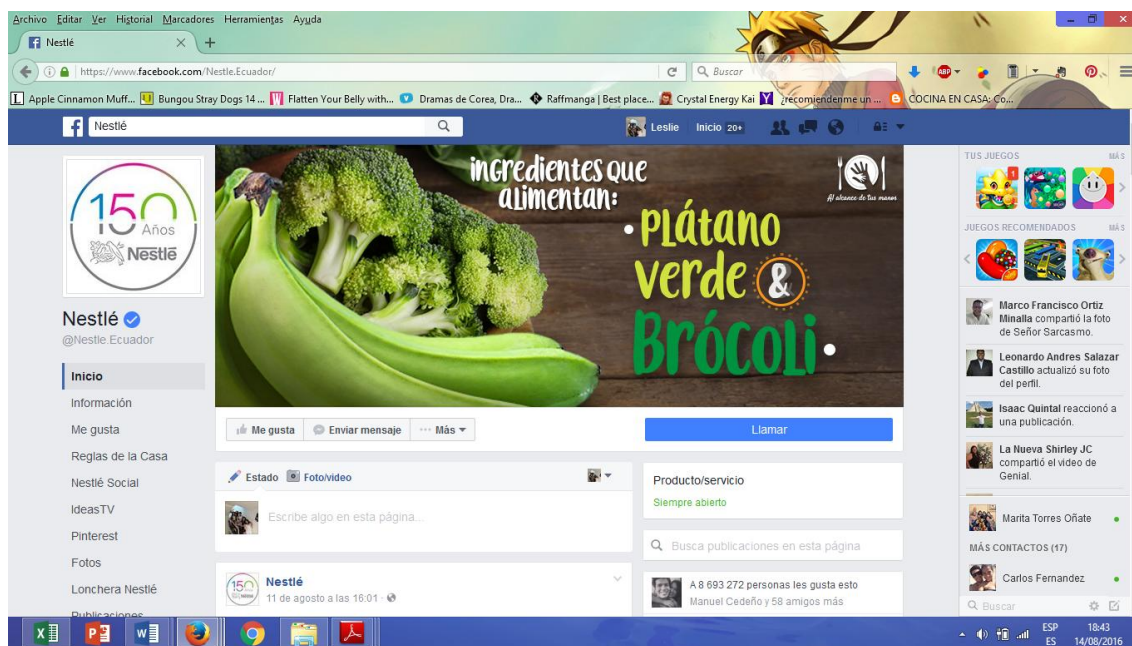 Archivo Editar Ver Historial Marcadores Herramientas Ayuda
Nestlé
https://www.facebook.com/Nestle.Ecuador/
Buscar
Apple Cinnamon Muff... Bungou Stray Dogs 14 ... Flatten Your Belly with... Dramas de Corea, Dra... Raffmanga | Best place... Crystal Energy Kai ¿recomiendenme un ... COCINA EN CASA: Co...
Nestlé
Leslie Inicio 20+
150
Años
Nestlé
Nestlé
@Nestle.Ecuador
Inicio
Información
Me gusta
Reglas de la Casa
Nestlé Social
IdeasTV
Pinterest
Fotos
Lonchera Nestlé
Publicaciones
ingredientes que
alimentan:
Plátano
verde &
Brócoli
Al alcance de tus manos
Me gusta Enviar mensaje Más
Llamar
Estado Foto/video
Escribe algo en esta página...
Nestlé
11 de agosto a las 16:01
Producto/servicio
Siempre abierto
Busca publicaciones en esta página
A 8 693 272 personas les gusta esto
Manuel Cedeño y 58 amigos más
TUS JUEGOS MÁS
1
JUEGOS RECOMENDADOS MÁS
Marco Francisco Ortiz
Minalla compartió la foto
de Señor Sarcasmo.
Leonardo Andres Salazar
Castillo actualizó su foto
del perfil.
Isaac Quintal reaccionó a
una publicación.
La Nueva Shirley JC
compartió el video de
Genial.
Marita Torres Oñate
MÁS CONTACTOS (17)
Carlos Fernandez
Buscar
ESP
ES
18:43
14/08/2016